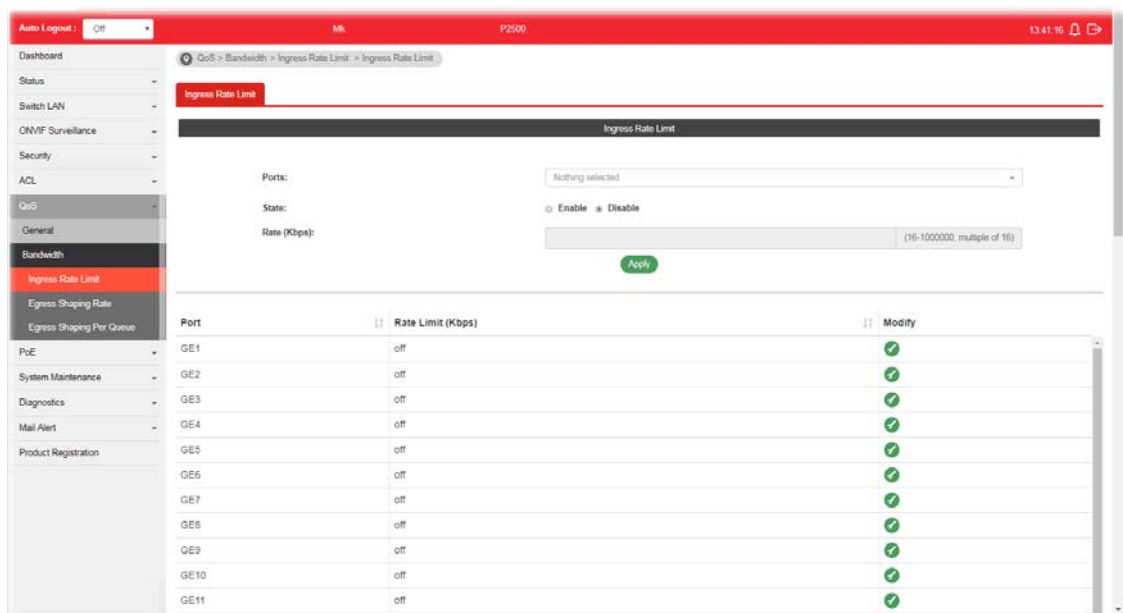 Auto Logout : Off Mk P2500 13:41:16
Dashboard
Status
Switch LAN
ONVIF Surveillance
Security
ACL
QoS
General
Bandwidth
Ingress Rate Limit
Egress Shaping Rate
Egress Shaping Per Queue
PoE
System Maintenance
Diagnostics
Mail Alert
Product Registration
QoS > Bandwidth > Ingress Rate Limit > Ingress Rate Limit
Ingress Rate Limit
Ingress Rate Limit
Ports: Nothing selected
State: Enable Disable
Rate (Kbps): (16-1000000, multiple of 16)
Apply
Port Rate Limit (Kbps) Modify
GE1 off
GE2 off
GE3 off
GE4 off
GE5 off
GE6 off
GE7 off
GE8 off
GE9 off
GE10 off
GE11 off